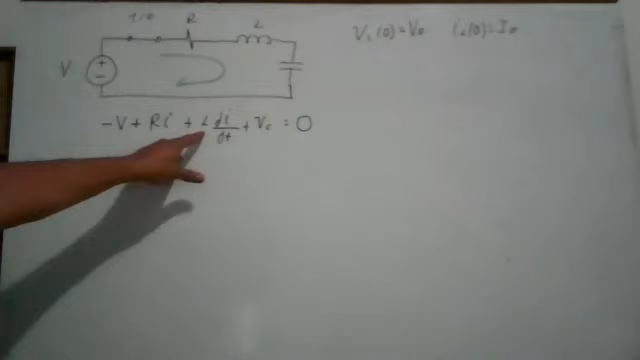 t=0 R L
V + -
Vc(0)=V0 iL(0)=I0
-V + Ri + L di/dt + Vc = 0